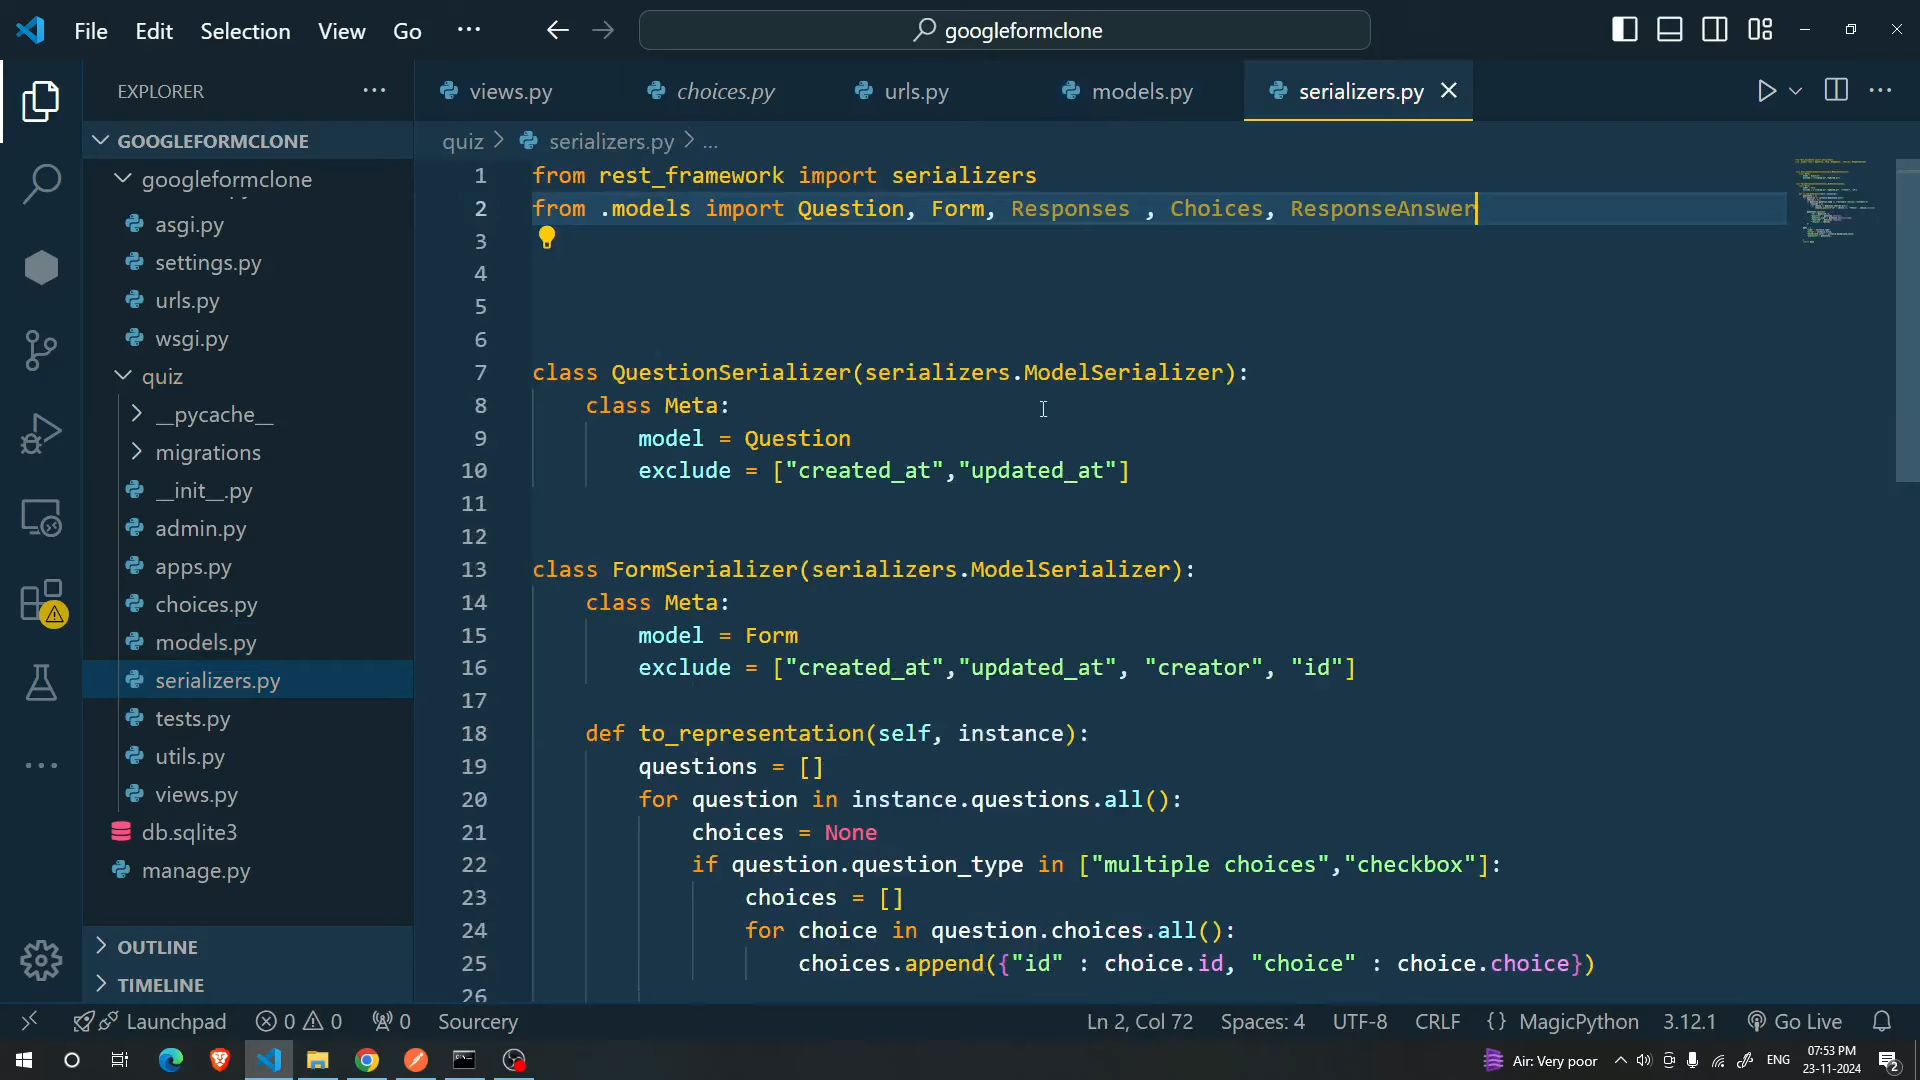 File Edit Selection View Go ··· googleformclone
EXPLORER ···
GOOGLEFORMCLONE
googleformclone
asgi.py
settings.py
urls.py
wsgi.py
quiz
__pycache__
migrations
__init__.py
admin.py
apps.py
choices.py
models.py
serializers.py
tests.py
utils.py
views.py
db.sqlite3
manage.py
OUTLINE
TIMELINE
views.py choices.py urls.py models.py serializers.py
quiz > serializers.py > ...
1 from rest_framework import serializers
2 from .models import Question, Form, Responses , Choices, ResponseAnswer
3
4
5
6
7 class QuestionSerializer(serializers.ModelSerializer):
8 class Meta:
9 model = Question
10 exclude = ["created_at","updated_at"]
11
12
13 class FormSerializer(serializers.ModelSerializer):
14 class Meta:
15 model = Form
16 exclude = ["created_at","updated_at", "creator", "id"]
17
18 def to_representation(self, instance):
19 questions = []
20 for question in instance.questions.all():
21 choices = None
22 if question.question_type in ["multiple choices","checkbox"]:
23 choices = []
24 for choice in question.choices.all():
25 choices.append({"id" : choice.id, "choice" : choice.choice})
26
Launchpad 0 0 0 Sourcery Ln 2, Col 72 Spaces: 4 UTF-8 CRLF {} MagicPython 3.12.1 Go Live
Air: Very poor ENG 07:53 PM
23-11-2024 2